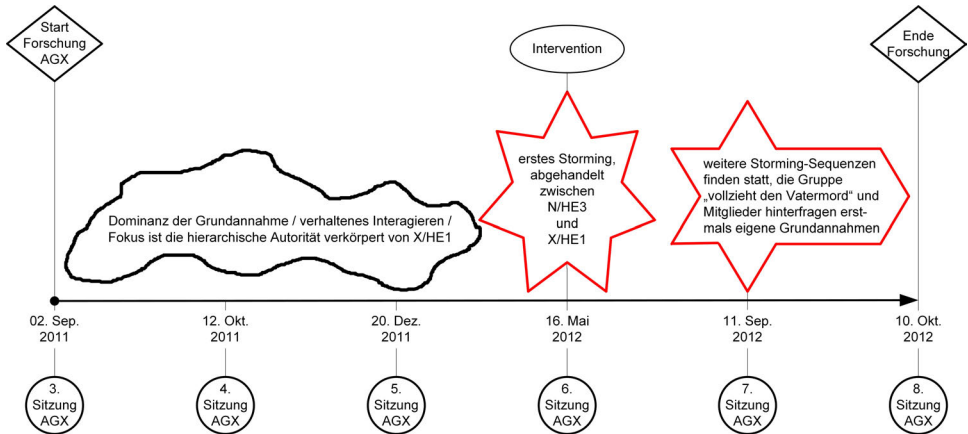 Start
Forschung
AGX
Intervention
Ende
Forschung
Dominanz der Grundannahme / verhaltenes Interagieren /
Fokus ist die hierarchische Autorität verkörpert von X/HE1
erstes Storming,
abgehandelt
zwischen
N/HE3
und
X/HE1
weitere Storming-Sequenzen
finden statt, die Gruppe
„vollzieht den Vatermord“ und
Mitglieder hinterfragen erst-
mals eigene Grundannahmen
02. Sep.
2011
12. Okt.
2011
20. Dez.
2011
16. Mai
2012
11. Sep.
2012
10. Okt.
2012
3.
Sitzung
AGX
4.
Sitzung
AGX
5.
Sitzung
AGX
6.
Sitzung
AGX
7.
Sitzung
AGX
8.
Sitzung
AGX